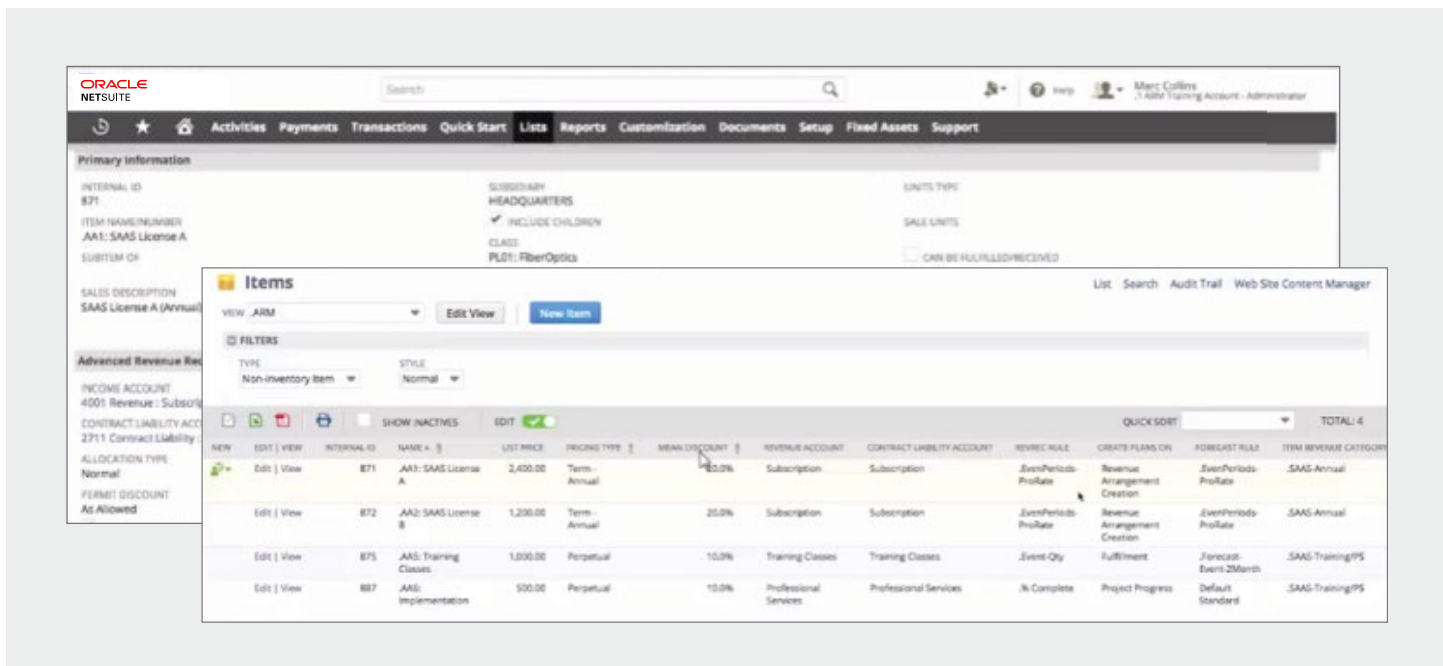 ORACLE
NETSUITE
Search
Help
Marc Collins
Activities Payments Transactions Quick Start Lists Reports Customization Documents Setup Fixed Assets Support
Primary Information
INTERNAL ID
871
ITEM NAME/NUMBER
.AA1: SAAS License A
SUBITEM OF
SALES DESCRIPTION
SAAS License A (Annual)
SUBSIDIARY
HEADQUARTERS
INCLUDE CHILDREN
CLASS
PL01: FiberOptics
UNITS TYPE
SALE UNITS
CAN BE FULFILLED/RECEIVED
Advanced Revenue Rec
INCOME ACCOUNT
4001 Revenue : Subscrip
CONTRACT LIABILITY ACC
2711 Contract Liability :
ALLOCATION TYPE
Normal
PERMIT DISCOUNT
As Allowed
Items
List Search Audit Trail Web Site Content Manager
VIEW .ARM Edit View New Item
FILTERS
TYPE STYLE
Non-inventory Item Normal
SHOW INACTIVES EDIT QUICK SORT TOTAL: 4
NEW EDIT | VIEW INTERNAL ID NAME LIST PRICE PRICING TYPE MEAN DISCOUNT REVENUE ACCOUNT CONTRACT LIABILITY ACCOUNT REVREC RULE CREATE PLANS ON FORECAST RULE ITEM REVENUE CATEGORY
Edit | View 871 .AA1: SAAS License 2,400.00 Term - Subscription Subscription .EvenPeriods- Revenue .EvenPeriods- .SAAS-Annual
A Annual ProRate Arrangement ProRate
Creation
Edit | View 872 .AA2: SAAS License 1,200.00 Term - 20.0% Subscription Subscription .EvenPeriods- Revenue .EvenPeriods- .SAAS-Annual
B Annual ProRate Arrangement ProRate
Creation
Edit | View 875 .AA5: Training 1,000.00 Perpetual 10.0% Training Classes Training Classes .Event-Qty Fulfilment .Forecast-
Classes Event-2Month .SAAS-Training/PS
Edit | View 887 .AA6: 500.00 Perpetual 10.0% Professional Professional Services .% Complete Project Progress Default .SAAS-Training/PS
Implementation Services Standard